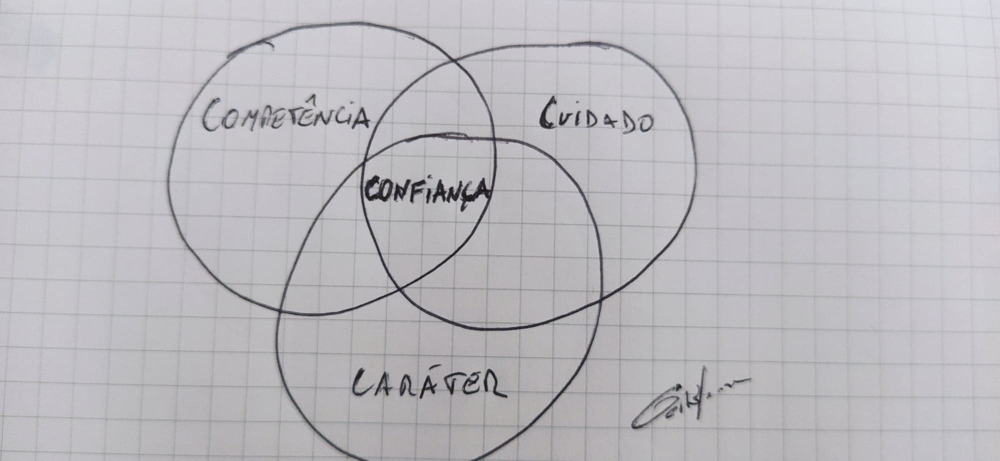 COMPETÊNCiA
CUiDADO
CONFiANÇA
CARÁTER